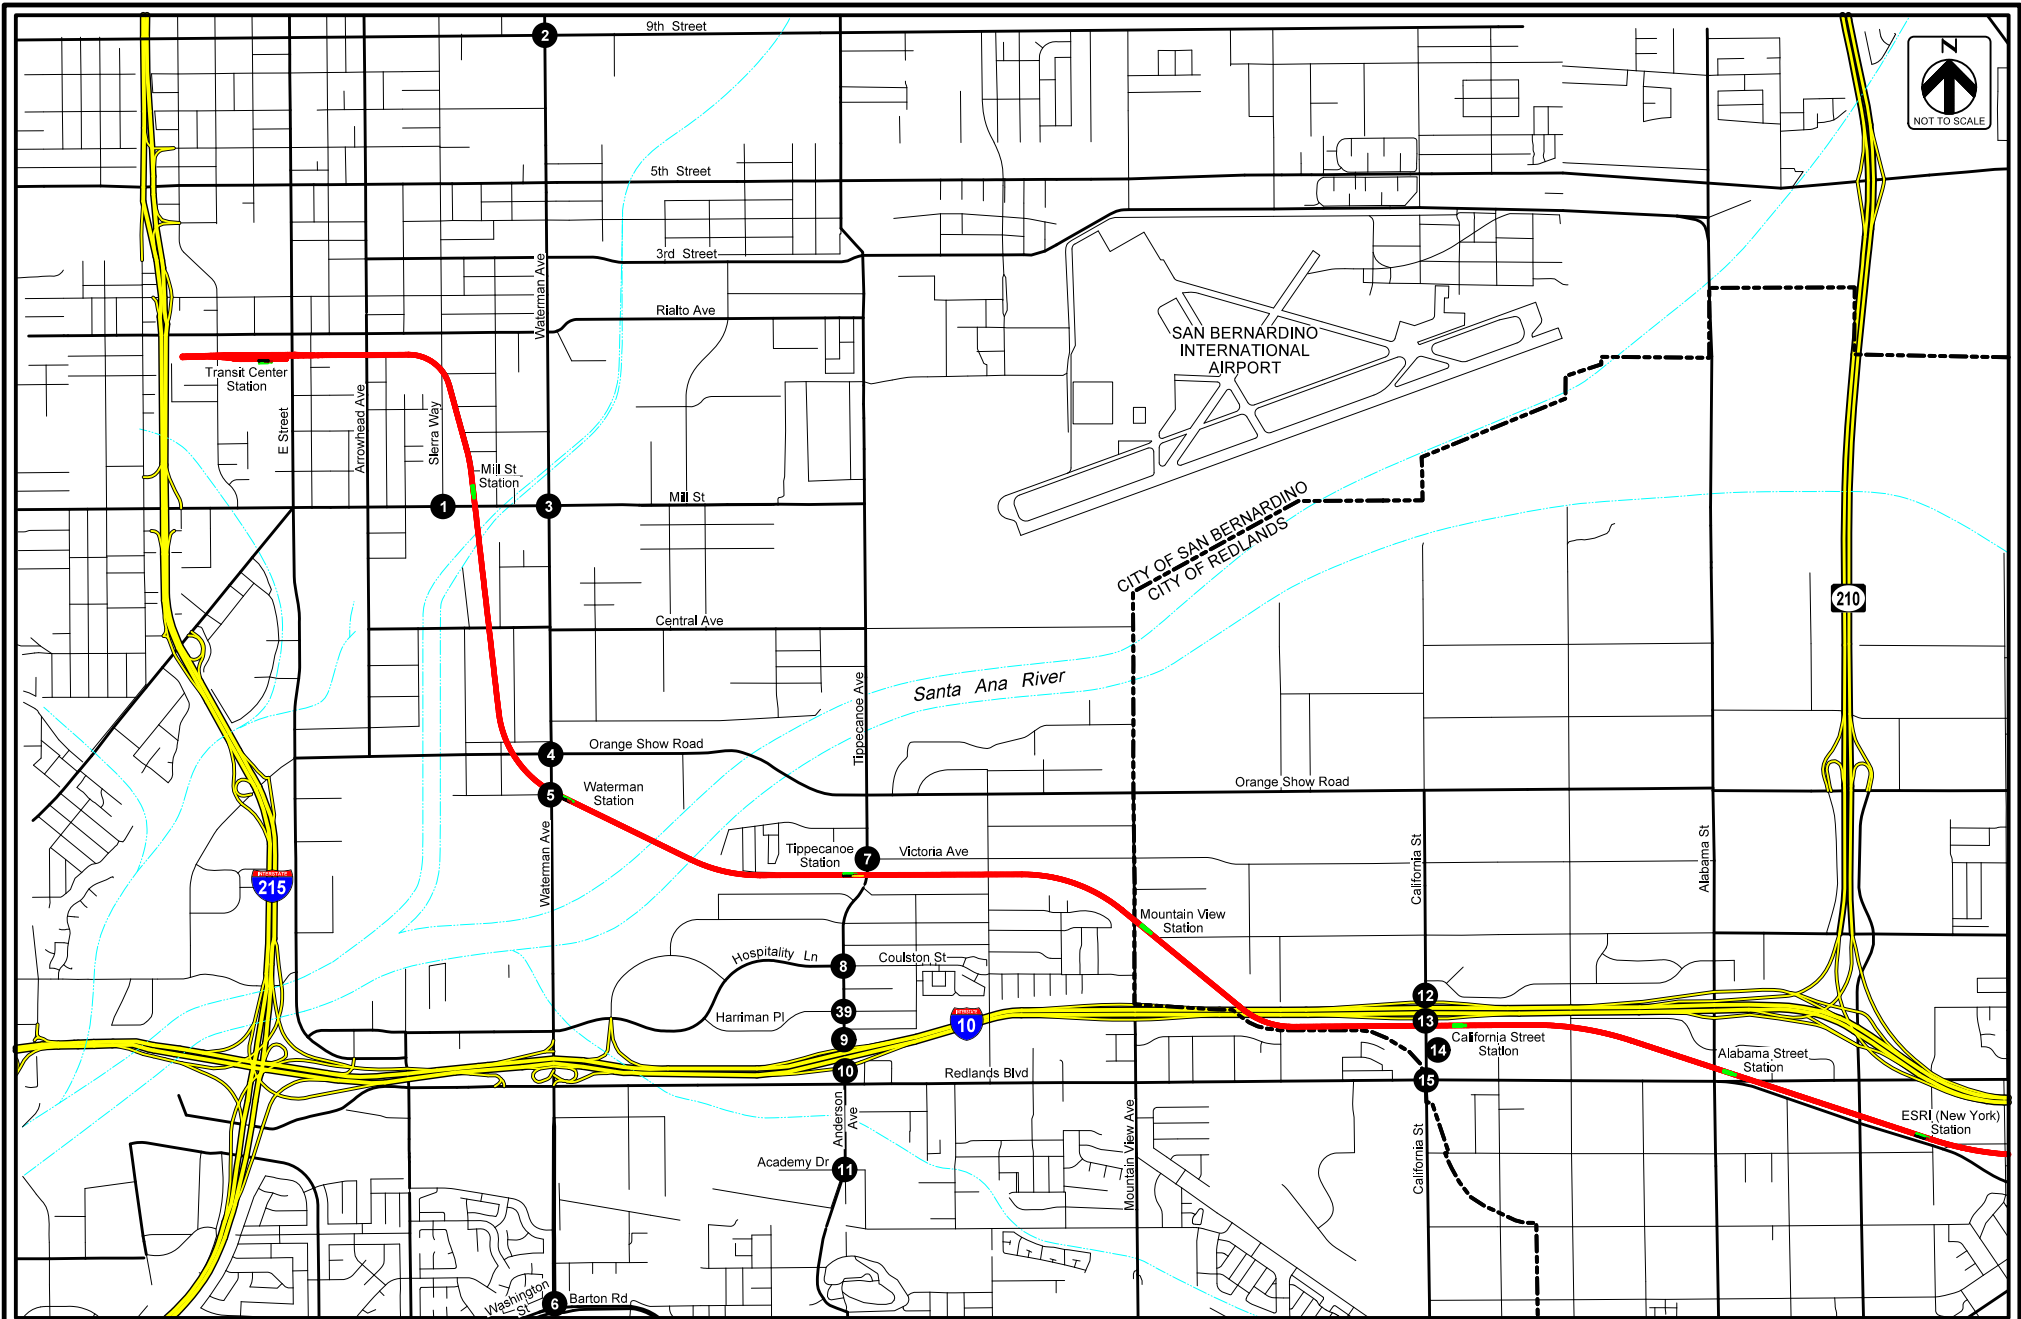 9th Street
2
N
NOT TO SCALE
5th Street
3rd Street
Waterman Ave
Rialto Ave
SAN BERNARDINO
INTERNATIONAL
AIRPORT
Transit Center
Station
E Street
Arrowhead Ave
Sierra Way
Mill St
Station
1
3
Mill St
CITY OF SAN BERNARDINO
CITY OF REDLANDS
210
Central Ave
Santa Ana River
Tippecanoe Ave
4
Orange Show Road
Orange Show Road
5
Waterman
Station
Waterman Ave
Tippecanoe
Station
7
Victoria Ave
California St
Alabama St
INTERSTATE
215
Mountain View
Station
Hospitality Ln
8
Coulston St
12
39
Harriman Pl
INTERSTATE
10
13
9
14
California Street
Station
10
Redlands Blvd
15
Alabama Street
Station
Anderson
Ave
Mountain View Ave
California St
ESRI (New York)
Station
Academy Dr
11
Washington
St
6
Barton Rd